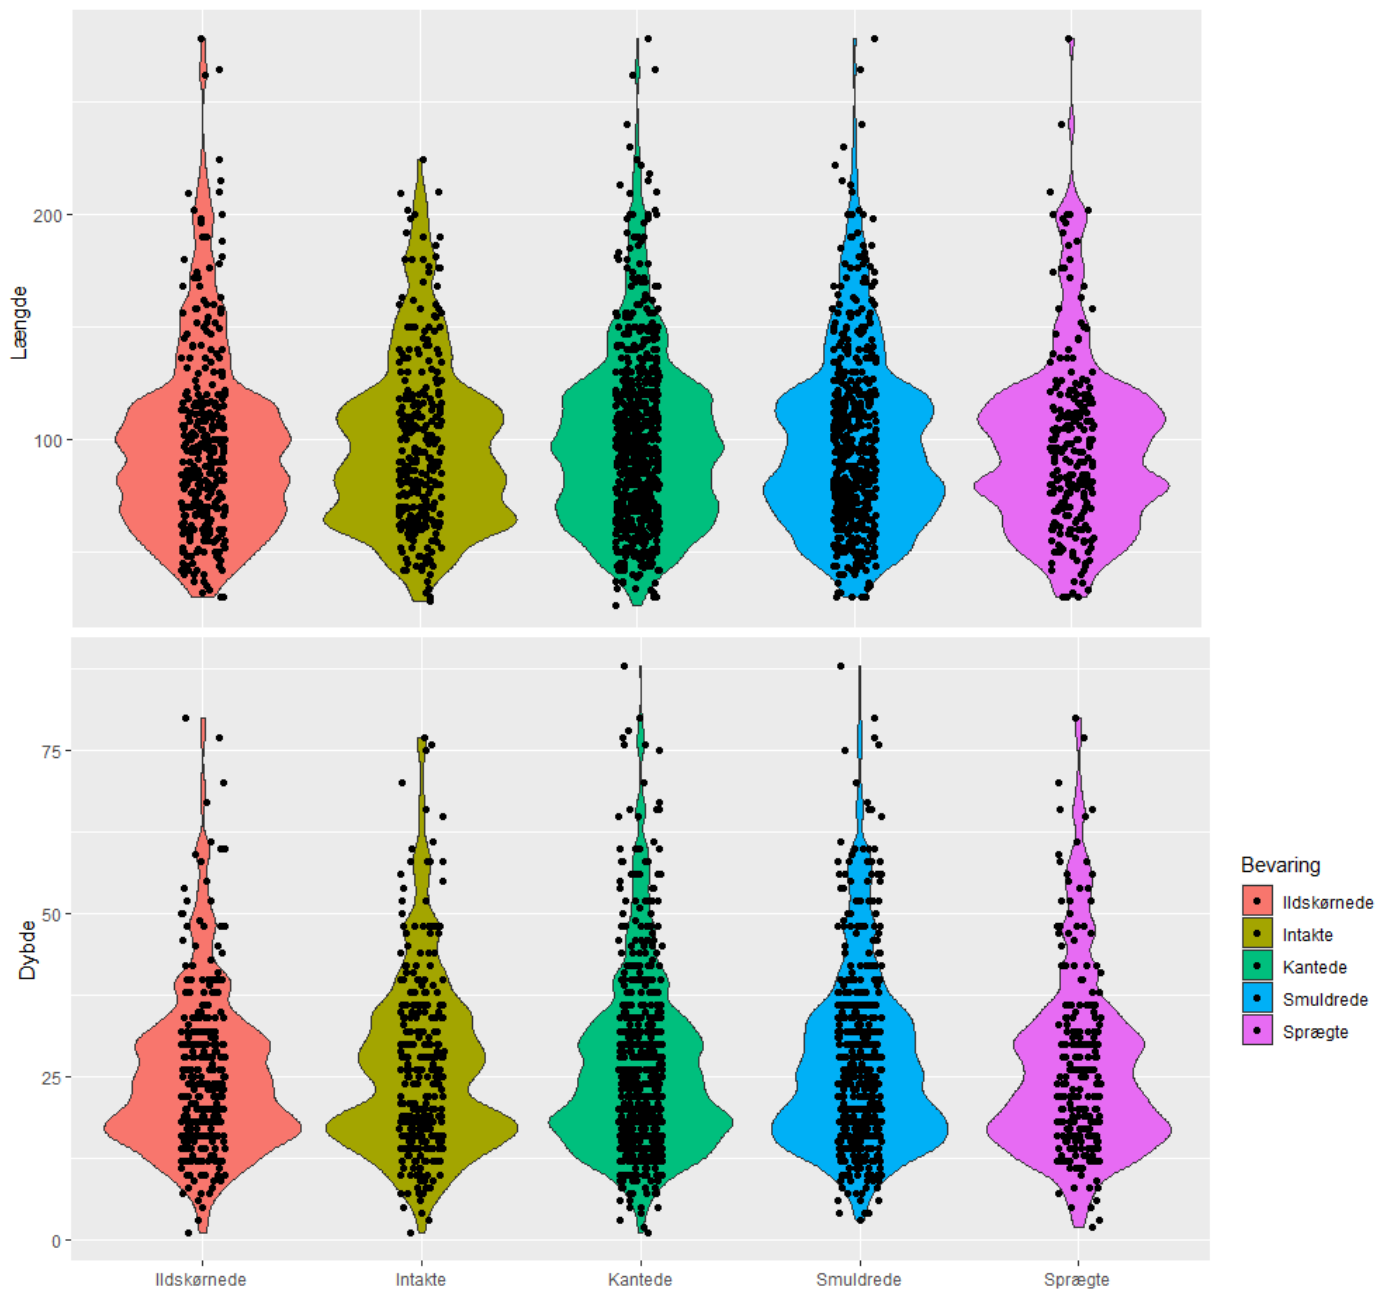 Længde
200
100
Dybde
75
50
25
0
Ildskørnede
Intakte
Kantede
Smuldrede
Sprægte
Bevaring
Ildskørnede
Intakte
Kantede
Smuldrede
Sprægte